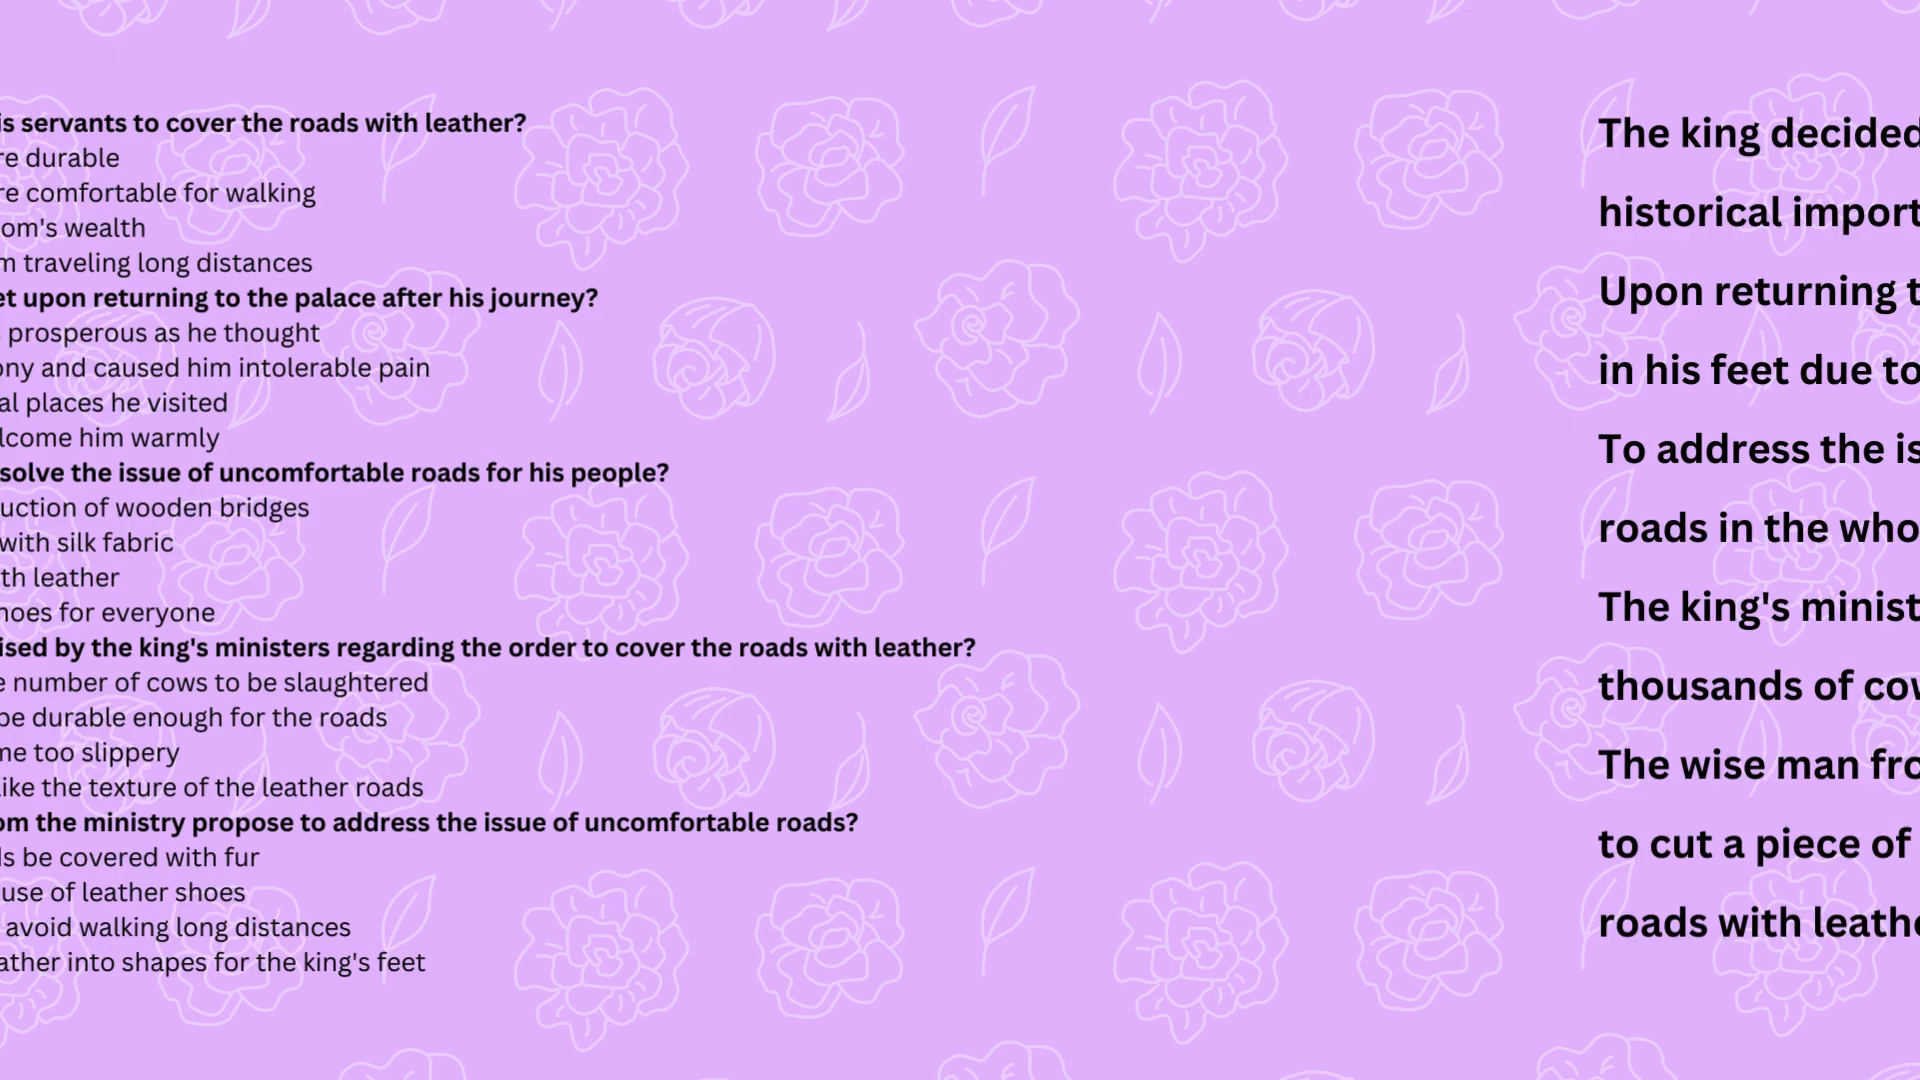 is servants to cover the roads with leather?
re durable
re comfortable for walking
om's wealth
m traveling long distances
et upon returning to the palace after his journey?
prosperous as he thought
ony and caused him intolerable pain
al places he visited
lcome him warmly
solve the issue of uncomfortable roads for his people?
uction of wooden bridges
with silk fabric
th leather
hoes for everyone
ised by the king's ministers regarding the order to cover the roads with leather?
e number of cows to be slaughtered
be durable enough for the roads
me too slippery
like the texture of the leather roads
om the ministry propose to address the issue of uncomfortable roads?
ds be covered with fur
use of leather shoes
avoid walking long distances
ather into shapes for the king's feet
The king decided
historical import
Upon returning t
in his feet due to
To address the is
roads in the who
The king's minist
thousands of cow
The wise man fro
to cut a piece of
roads with leathe